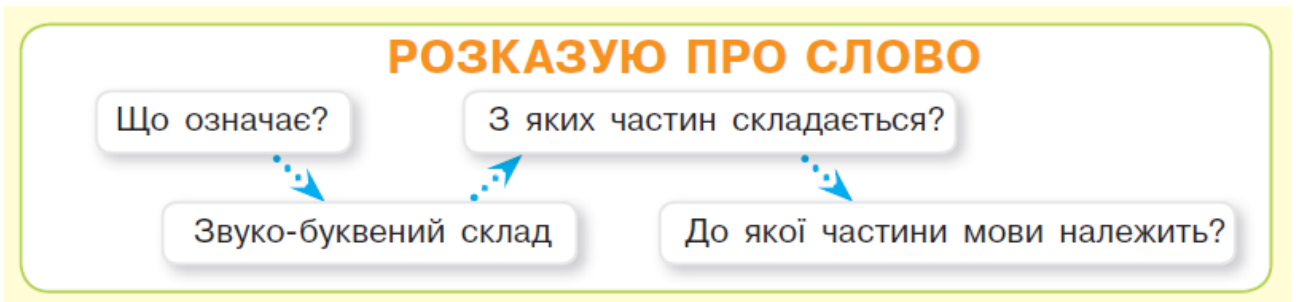 РОЗКАЗУЮ ПРО СЛОВО
Що означає?
З яких частин складається?
Звуко-буквений склад
До якої частини мови належить?